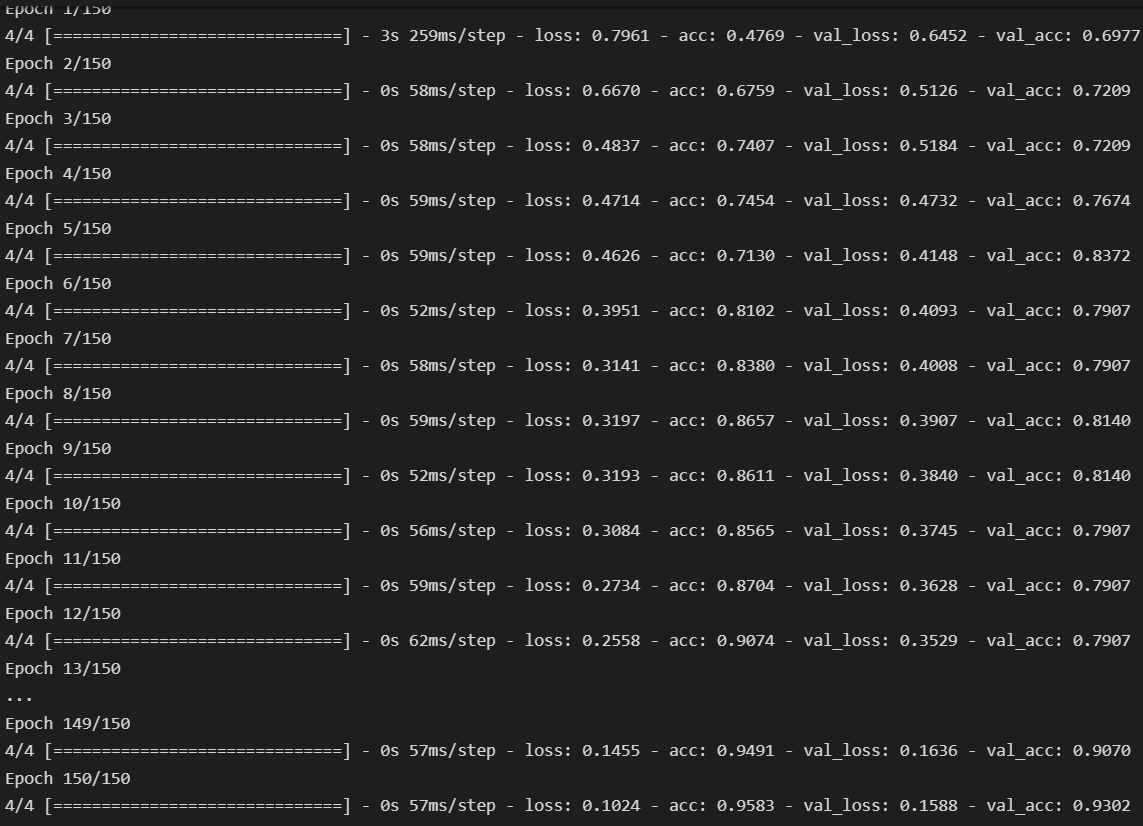 Epoch 1/150
4/4 [==============================] - 3s 259ms/step - loss: 0.7961 - acc: 0.4769 - val_loss: 0.6452 - val_acc: 0.6977
Epoch 2/150
4/4 [==============================] - 0s 58ms/step - loss: 0.6670 - acc: 0.6759 - val_loss: 0.5126 - val_acc: 0.7209
Epoch 3/150
4/4 [==============================] - 0s 58ms/step - loss: 0.4837 - acc: 0.7407 - val_loss: 0.5184 - val_acc: 0.7209
Epoch 4/150
4/4 [==============================] - 0s 59ms/step - loss: 0.4714 - acc: 0.7454 - val_loss: 0.4732 - val_acc: 0.7674
Epoch 5/150
4/4 [==============================] - 0s 59ms/step - loss: 0.4626 - acc: 0.7130 - val_loss: 0.4148 - val_acc: 0.8372
Epoch 6/150
4/4 [==============================] - 0s 52ms/step - loss: 0.3951 - acc: 0.8102 - val_loss: 0.4093 - val_acc: 0.7907
Epoch 7/150
4/4 [==============================] - 0s 58ms/step - loss: 0.3141 - acc: 0.8380 - val_loss: 0.4008 - val_acc: 0.7907
Epoch 8/150
4/4 [==============================] - 0s 59ms/step - loss: 0.3197 - acc: 0.8657 - val_loss: 0.3907 - val_acc: 0.8140
Epoch 9/150
4/4 [==============================] - 0s 52ms/step - loss: 0.3193 - acc: 0.8611 - val_loss: 0.3840 - val_acc: 0.8140
Epoch 10/150
4/4 [==============================] - 0s 56ms/step - loss: 0.3084 - acc: 0.8565 - val_loss: 0.3745 - val_acc: 0.7907
Epoch 11/150
4/4 [==============================] - 0s 59ms/step - loss: 0.2734 - acc: 0.8704 - val_loss: 0.3628 - val_acc: 0.7907
Epoch 12/150
4/4 [==============================] - 0s 62ms/step - loss: 0.2558 - acc: 0.9074 - val_loss: 0.3529 - val_acc: 0.7907
Epoch 13/150
...
Epoch 149/150
4/4 [==============================] - 0s 57ms/step - loss: 0.1455 - acc: 0.9491 - val_loss: 0.1636 - val_acc: 0.9070
Epoch 150/150
4/4 [==============================] - 0s 57ms/step - loss: 0.1024 - acc: 0.9583 - val_loss: 0.1588 - val_acc: 0.9302